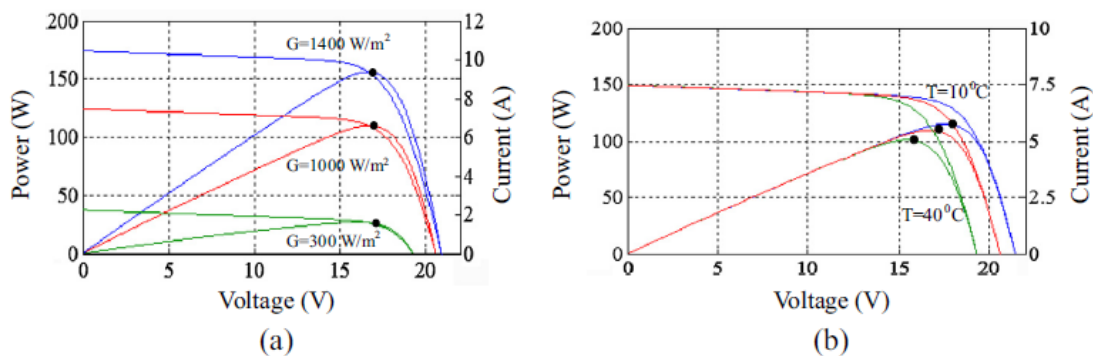 200
150
100
50
0
Power (W)
12
10
8
6
4
2
0
Current (A)
G=1400 W/m²
G=1000 W/m²
G=300 W/m²
0 5 10 15 20
Voltage (V)
(a)
200
150
100
50
0
Power (W)
10
7.5
5
2.5
0
Current (A)
T=10⁰C
T=40⁰C
0 5 10 15 20
Voltage (V)
(b)